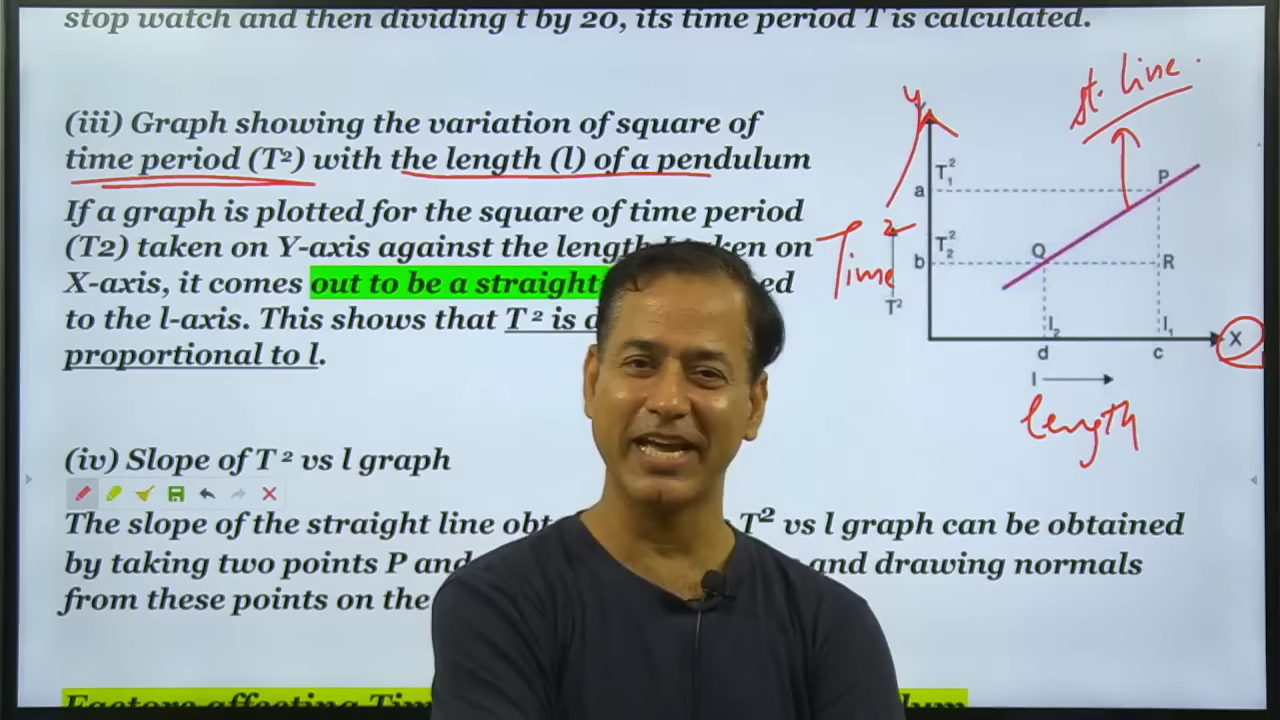 stop watch and then dividing t by 20, its time period T is calculated.
(iii) Graph showing the variation of square of
time period (T²) with the length (l) of a pendulum
If a graph is plotted for the square of time period
(T2) taken on Y-axis against the length
X-axis, it comes out to be a straight
to the l-axis. This shows that T² is
proportional to l.
(iv) Slope of T² vs l graph
The slope of the straight line T² vs l graph can be obtained
by taking two points P and and drawing normals
from these points on the
Factors affecting
y
st. line.
T₁²
P
a
T²
Time
T₂²
Q
b
R
T²
l₂
l₁
X
d
c
l
length